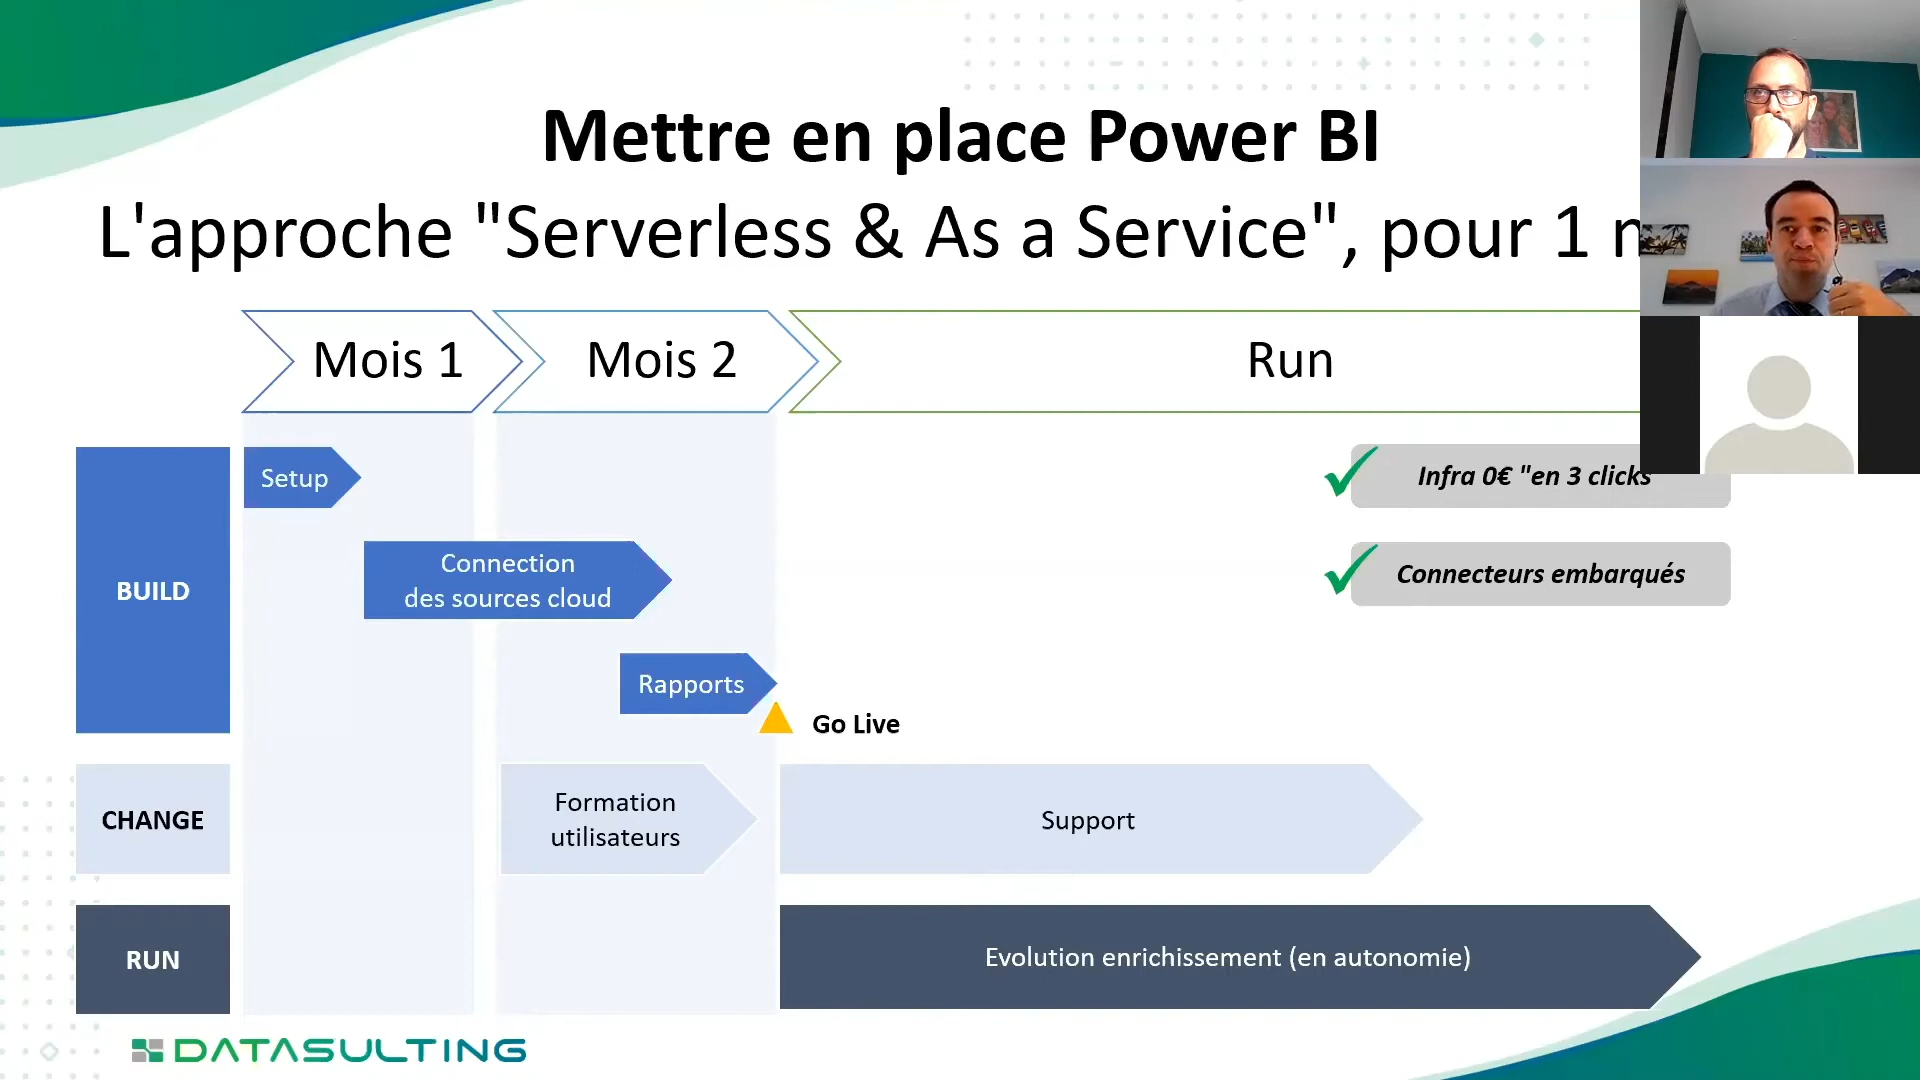 Mettre en place Power BI
L'approche "Serverless & As a Service", pour 1
Mois 1
Mois 2
Run
Setup
Infra 0€ "en 3 clicks
Connection
des sources cloud
Connecteurs embarqués
BUILD
Rapports
Go Live
CHANGE
Formation
utilisateurs
Support
RUN
Evolution enrichissement (en autonomie)
DATASULTING